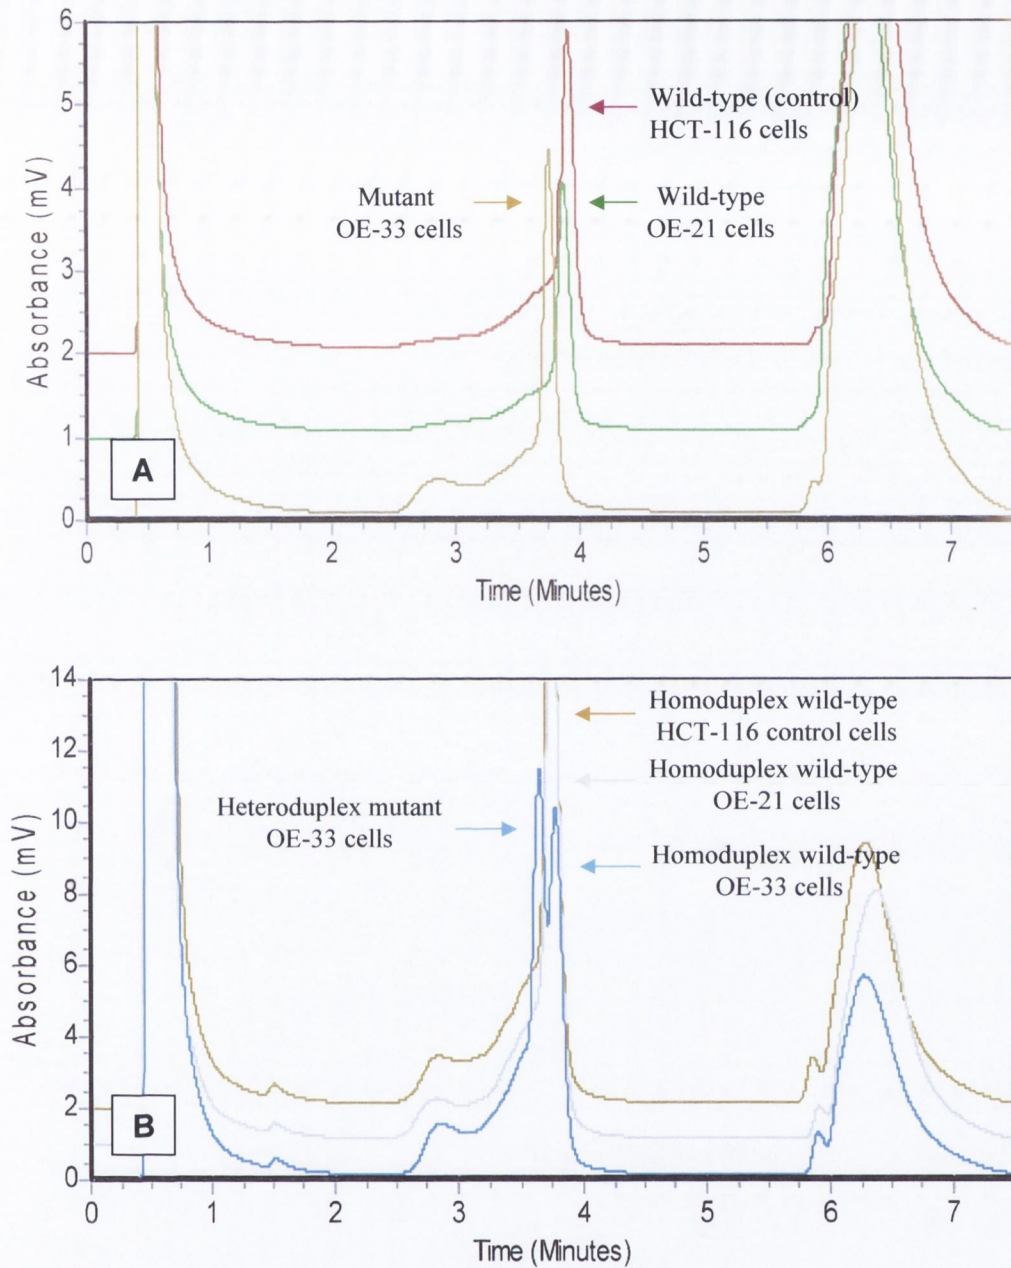 6
5
4
3
2
1
0
Absorbance (mV)
Wild-type (control)
HCT-116 cells
Mutant
OE-33 cells
Wild-type
OE-21 cells
A
0 1 2 3 4 5 6 7
Time (Minutes)
14
12
10
8
6
4
2
0
Absorbance (mV)
Homoduplex wild-type
HCT-116 control cells
Homoduplex wild-type
OE-21 cells
Heteroduplex mutant
OE-33 cells
Homoduplex wild-type
OE-33 cells
B
0 1 2 3 4 5 6 7
Time (Minutes)